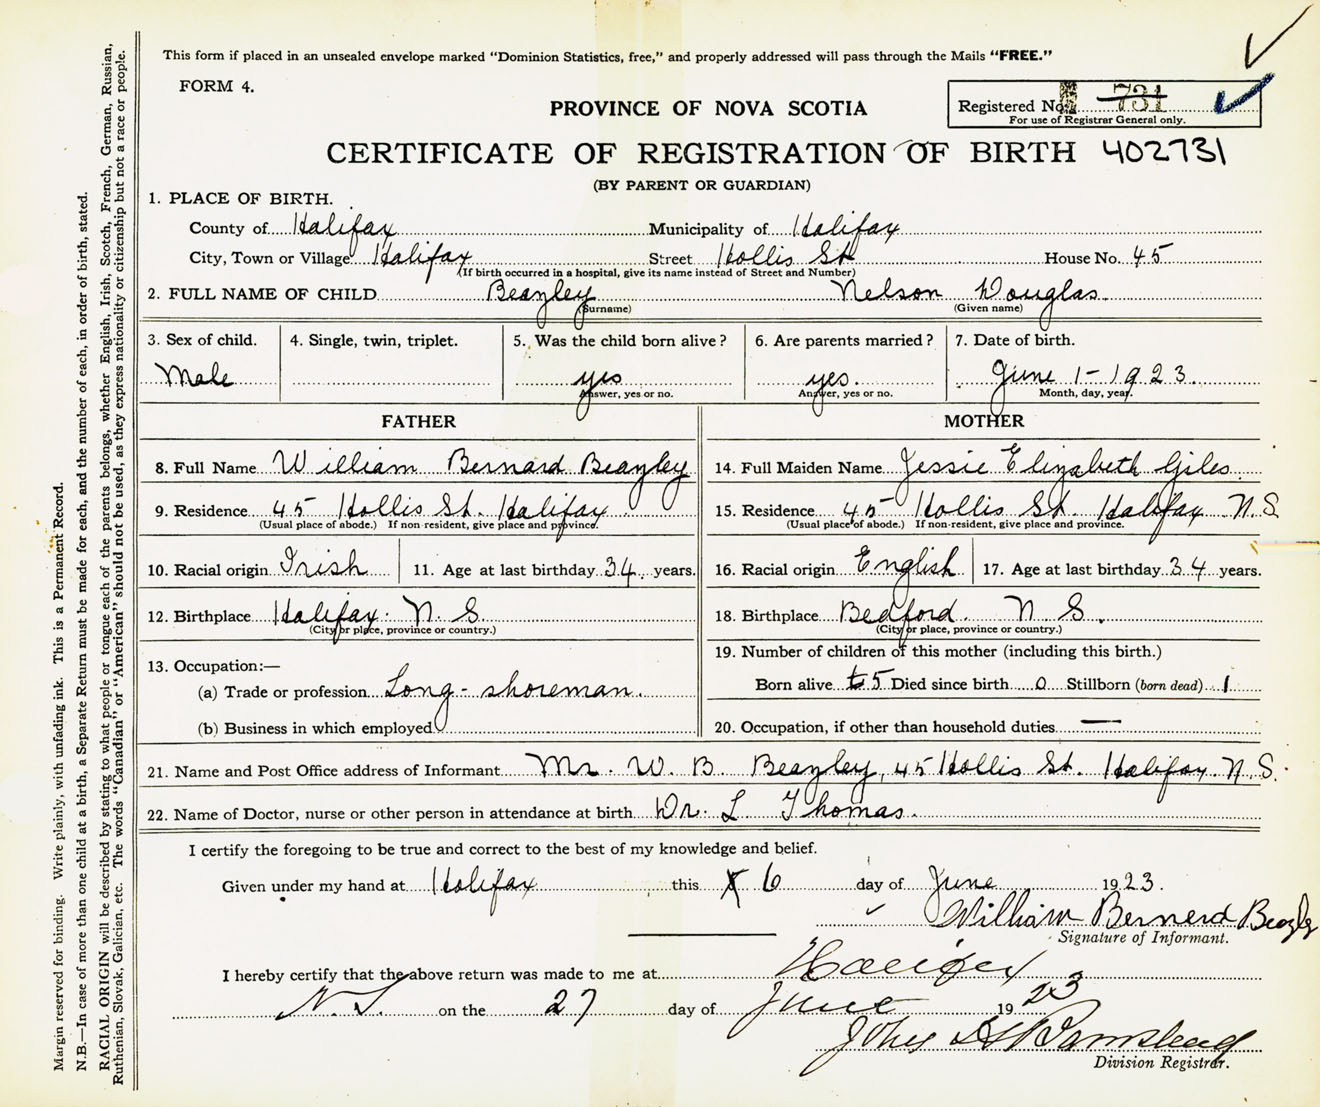 This form if placed in an unsealed envelope marked "Dominion Statistics, free," and properly addressed will pass through the Mails "FREE."
FORM 4.
Registered No. 731
For use of Registrar General only.
PROVINCE OF NOVA SCOTIA
CERTIFICATE OF REGISTRATION OF BIRTH 402731
(BY PARENT OR GUARDIAN)
1. PLACE OF BIRTH.
County of Halifax Municipality of Halifax
City, Town or Village Halifax Street Hollis St. House No. 45
(If birth occurred in a hospital, give its name instead of Street and Number)
2. FULL NAME OF CHILD Beazley Nelson Douglas
(Surname) (Given name)
3. Sex of child. 4. Single, twin, triplet. 5. Was the child born alive? 6. Are parents married? 7. Date of birth.
Male yes yes. June 1-1923.
Answer, yes or no. Answer, yes or no. Month, day, year.
FATHER MOTHER
8. Full Name William Bernard Beazley 14. Full Maiden Name Jessie Elizabeth Giles
9. Residence 45 Hollis St. Halifax 15. Residence 45 Hollis St. Halifax N.S.
(Usual place of abode.) If non-resident, give place and province. (Usual place of abode.) If non-resident, give place and province.
10. Racial origin Irish 11. Age at last birthday 34 years. 16. Racial origin English 17. Age at last birthday 34 years.
12. Birthplace Halifax. N.S. 18. Birthplace Bedford. N.S.
(City or place, province or country.) (City or place, province or country.)
13. Occupation:— 19. Number of children of this mother (including this birth.)
(a) Trade or profession Long-shoreman. Born alive 5 Died since birth 0 Stillborn (born dead) 1
(b) Business in which employed 20. Occupation, if other than household duties —
21. Name and Post Office address of Informant Mr. W. B. Beazley, 45 Hollis St. Halifax N.S.
22. Name of Doctor, nurse or other person in attendance at birth Dr. L Thomas.
I certify the foregoing to be true and correct to the best of my knowledge and belief.
Given under my hand at Halifax this 6 day of June 1923.
William Bernerd Beazley
Signature of Informant.
I hereby certify that the above return was made to me at Halifax
N.S. on the 27 day of June 1923
John
Division Registrar.
Margin reserved for binding. Write plainly, with unfading ink. This is a Permanent Record.
N.B.—In case of more than one child at a birth, a Separate Return must be made for each, and the number of each, in order of birth, stated.
RACIAL ORIGIN will be described by stating to what people or tongue each of the parents belongs, whether English, Irish, Scotch, French, German, Russian,
Ruthenian, Slovak, Galician, etc. The words "Canadian" or "American" should not be used, as they express nationality or citizenship but not a race or people.